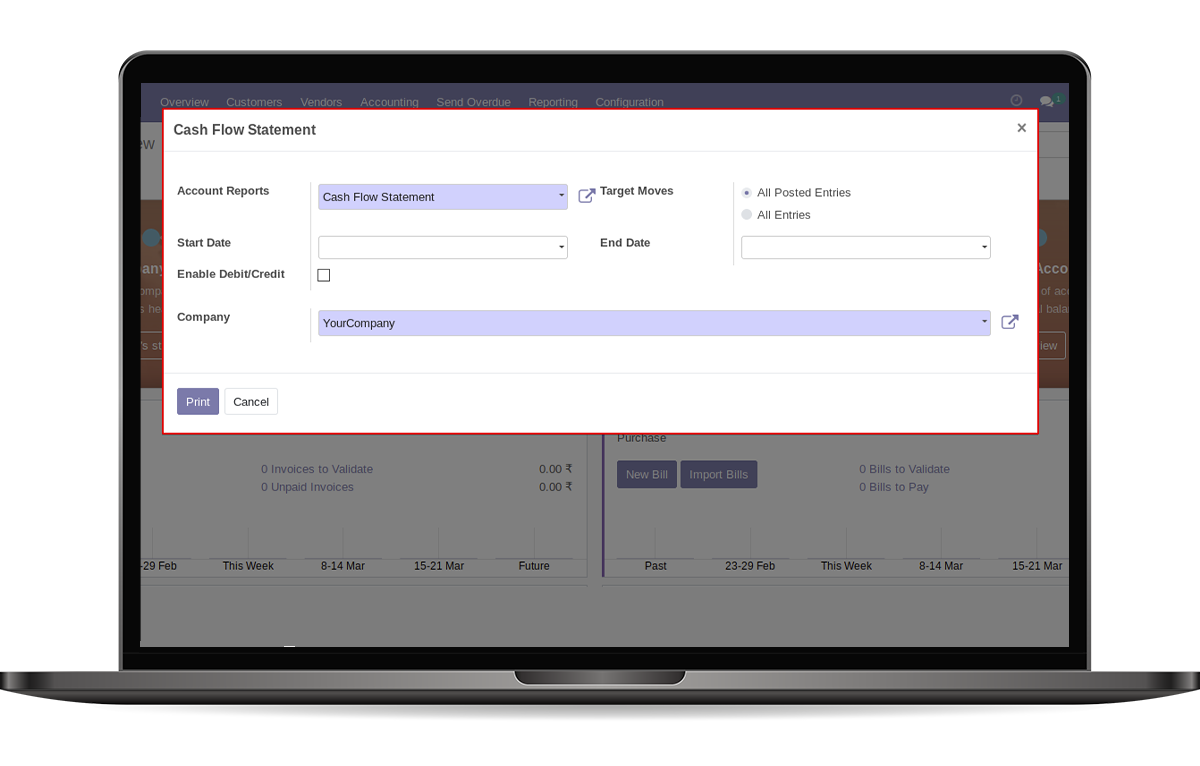 Overview Customers Vendors Accounting Send Overdue Reporting Configuration 1
Cash Flow Statement ×
Account Reports Cash Flow Statement Target Moves All Posted Entries
All Entries
Start Date End Date
Enable Debit/Credit
Company YourCompany
Print Cancel
Purchase
0 Invoices to Validate 0.00 ₹ New Bill Import Bills 0 Bills to Validate
0 Unpaid Invoices 0.00 ₹ 0 Bills to Pay
-29 Feb This Week 8-14 Mar 15-21 Mar Future Past 23-29 Feb This Week 8-14 Mar 15-21 Mar